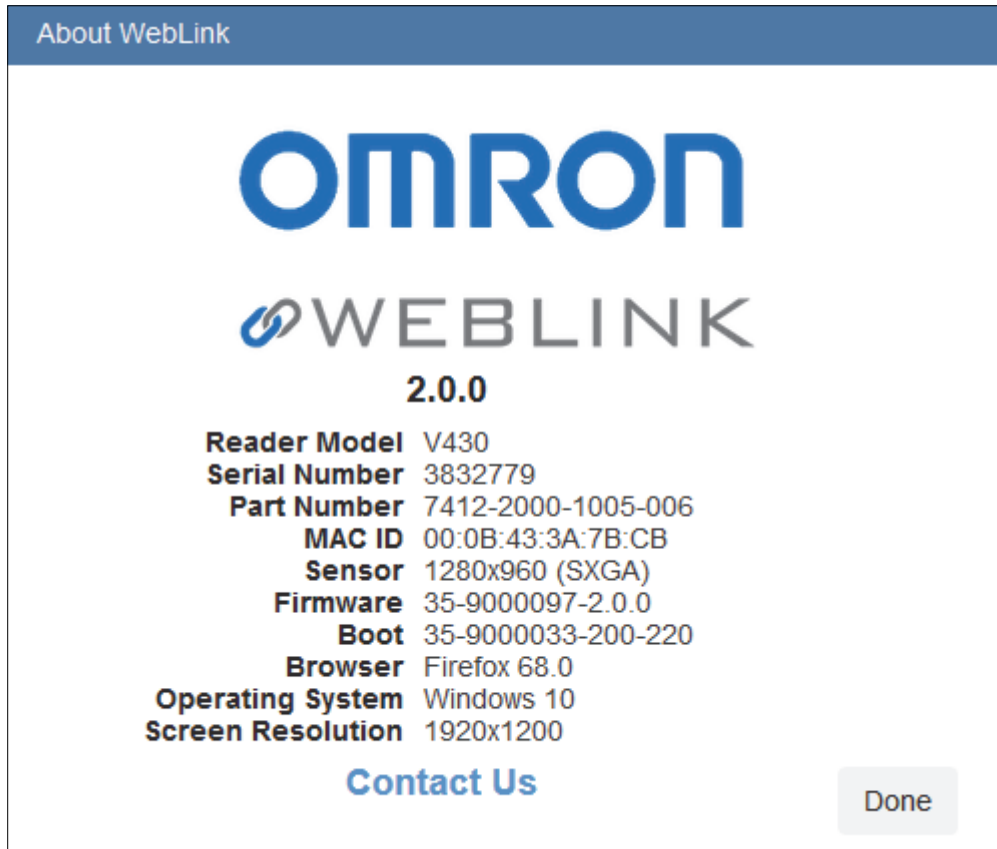 About WebLink
OMRON
WEBLINK
2.0.0
Reader Model V430
Serial Number 3832779
Part Number 7412-2000-1005-006
MAC ID 00:0B:43:3A:7B:CB
Sensor 1280x960 (SXGA)
Firmware 35-9000097-2.0.0
Boot 35-9000033-200-220
Browser Firefox 68.0
Operating System Windows 10
Screen Resolution 1920x1200
Contact Us
Done